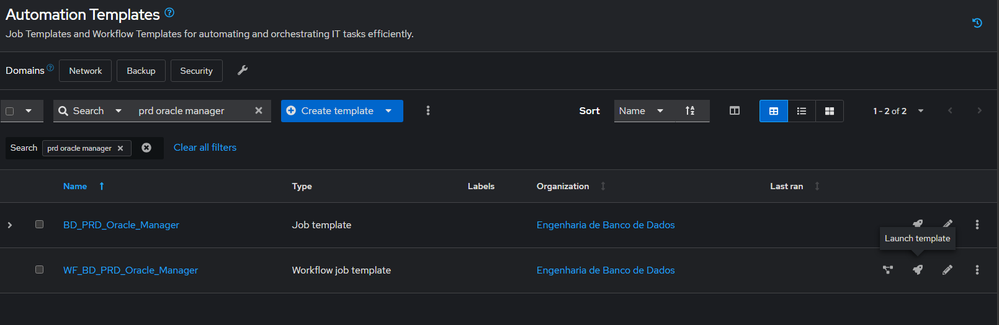 Automation Templates
Job Templates and Workflow Templates for automating and orchestrating IT tasks efficiently.
Domains Network Backup Security
Search prd oracle manager Create template Sort Name 1 - 2 of 2
Search prd oracle manager Clear all filters
Name Type Labels Organization Last ran
BD_PRD_Oracle_Manager Job template Engenharia de Banco de Dados
Launch template
WF_BD_PRD_Oracle_Manager Workflow job template Engenharia de Banco de Dados